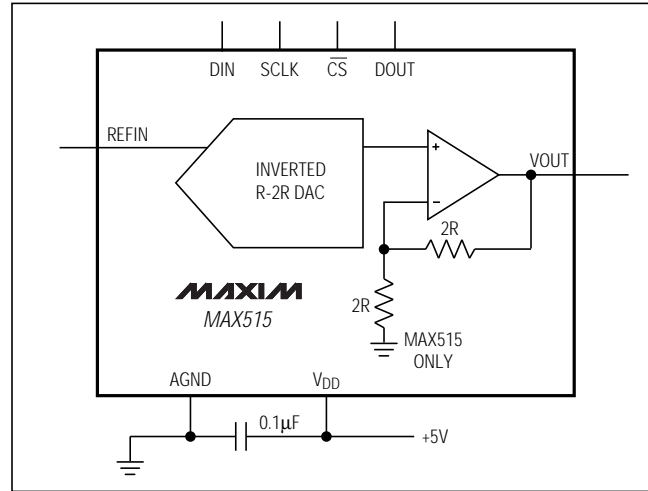 DIN SCLK C̅S̅ DOUT
REFIN
INVERTED
R-2R DAC
+
VOUT
−
2R
2R
MAXIM
MAX515
MAX515
ONLY
AGND VDD
0.1µF
+5V